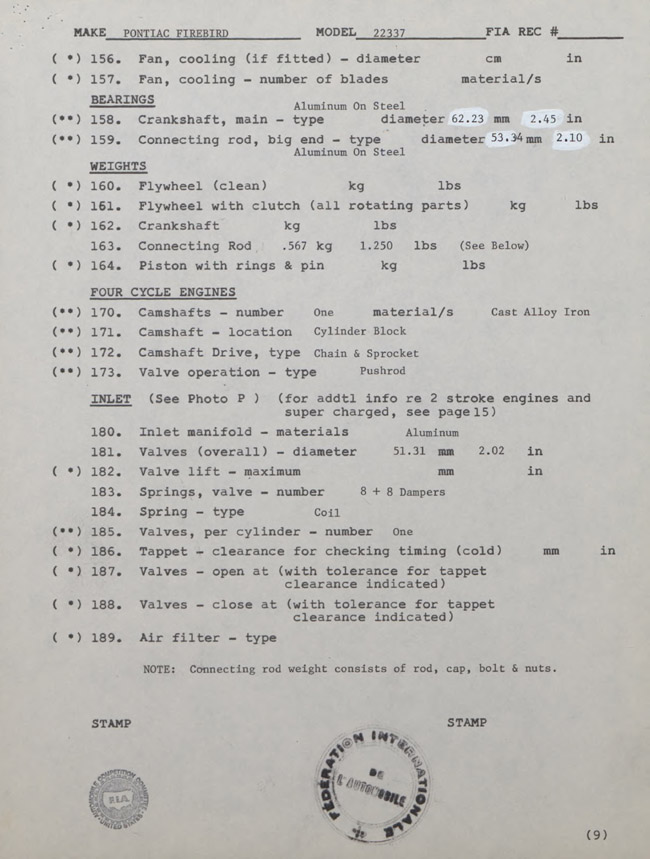 MAKE PONTIAC FIREBIRD MODEL 22337 FIA REC #
( *) 156. Fan, cooling (if fitted) - diameter cm in
( *) 157. Fan, cooling - number of blades material/s
BEARINGS
Aluminum On Steel
(**) 158. Crankshaft, main - type diameter 62.23 mm 2.45 in
(**) 159. Connecting rod, big end - type diameter 53.34 mm 2.10 in
Aluminum On Steel
WEIGHTS
( *) 160. Flywheel (clean) kg lbs
( *) 161. Flywheel with clutch (all rotating parts) kg lbs
( *) 162. Crankshaft kg lbs
163. Connecting Rod .567 kg 1.250 lbs (See Below)
( *) 164. Piston with rings & pin kg lbs
FOUR CYCLE ENGINES
(**) 170. Camshafts - number One material/s Cast Alloy Iron
(**) 171. Camshaft - location Cylinder Block
(**) 172. Camshaft Drive, type Chain & Sprocket
(**) 173. Valve operation - type Pushrod
INLET (See Photo P ) (for addtl info re 2 stroke engines and
super charged, see page 15)
180. Inlet manifold - materials Aluminum
181. Valves (overall) - diameter 51.31 mm 2.02 in
( *) 182. Valve lift - maximum mm in
183. Springs, valve - number 8 + 8 Dampers
184. Spring - type Coil
(**) 185. Valves, per cylinder - number One
( *) 186. Tappet - clearance for checking timing (cold) mm in
( *) 187. Valves - open at (with tolerance for tappet
clearance indicated)
( *) 188. Valves - close at (with tolerance for tappet
clearance indicated)
( *) 189. Air filter - type
NOTE: Connecting rod weight consists of rod, cap, bolt & nuts.
STAMP STAMP
FÉDÉRATION INTERNATIONALE
DE
L'AUTOMOBILE
AUTOMOBILE COMPETITION COMMITTEE
FIA
UNITED STATES
(9)